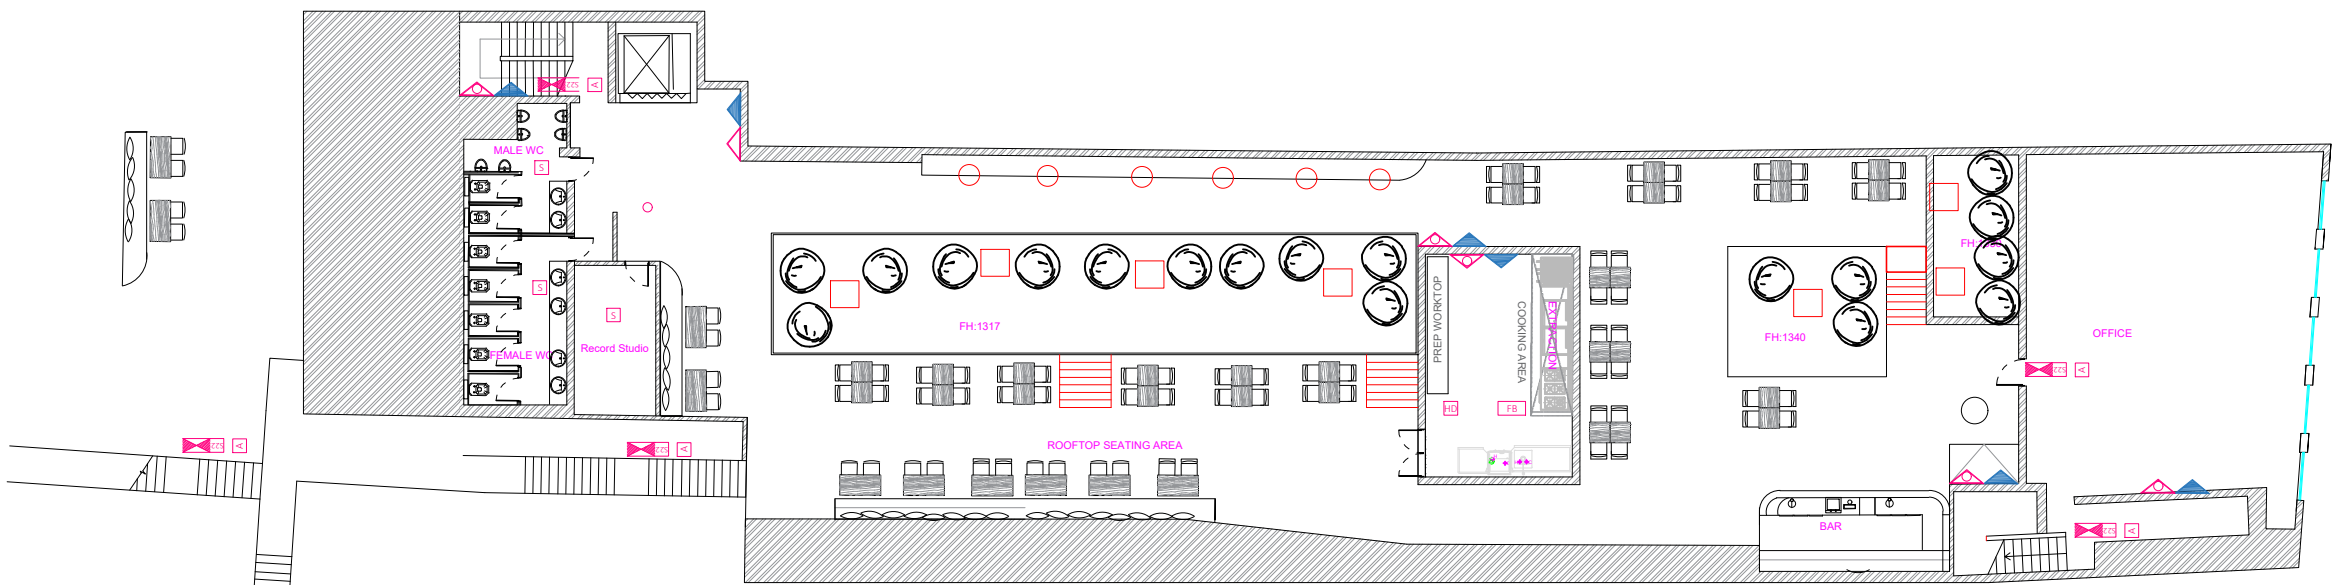 A
MALE WC
S
S
S
Record Studio
FEMALE WC
A
A
FH:1317
ROOFTOP SEATING AREA
PREP WORKTOP
COOKING AREA
EXTRACTION
HD
FB
FH:1340
OFFICE
A
BAR
A